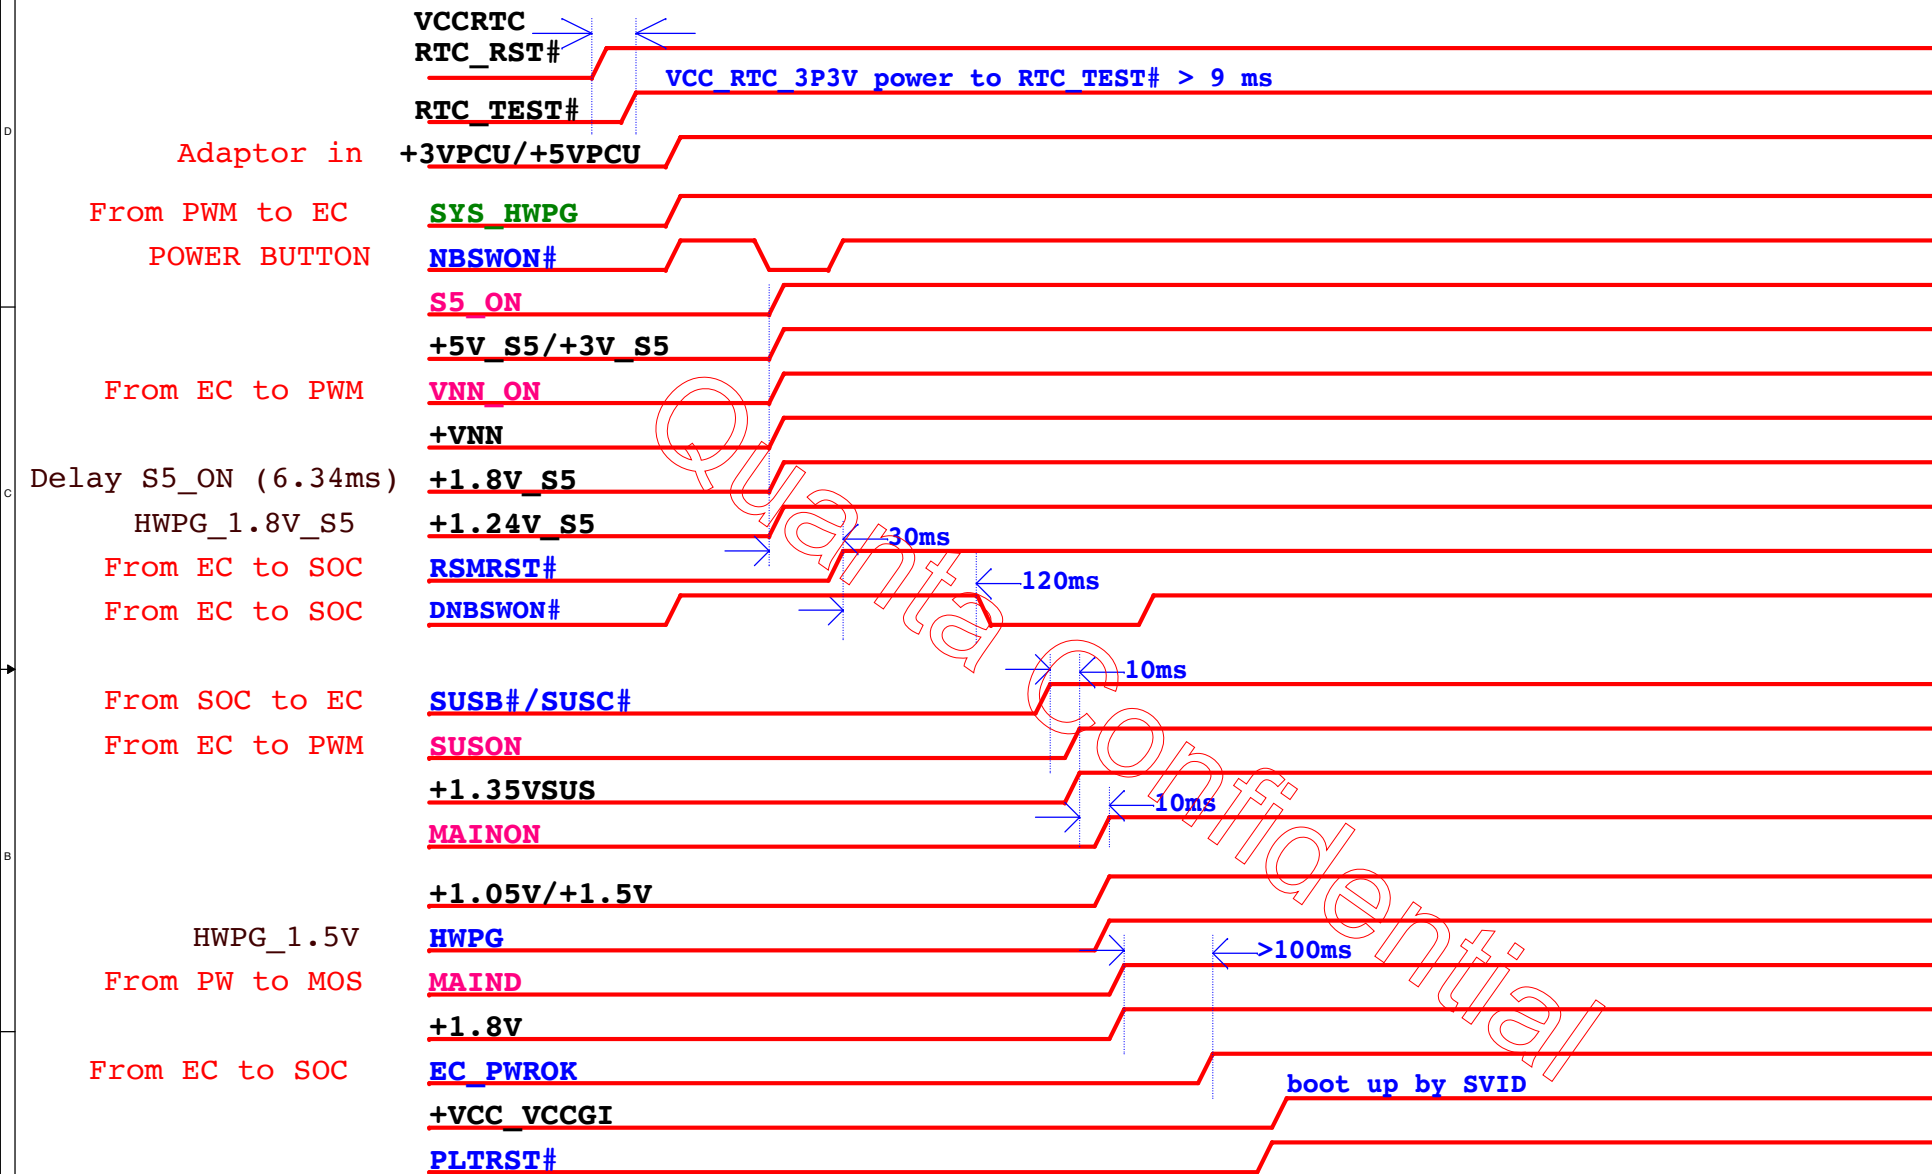 VCCRTC
RTC_RST#
VCC_RTC_3P3V power to RTC_TEST# > 9 ms
RTC_TEST#
D
Adaptor in +3VPCU/+5VPCU
From PWM to EC SYS_HWPG
POWER BUTTON NBSWON#
S5_ON
+5V_S5/+3V_S5
From EC to PWM VNN_ON
+VNN
Delay S5_ON (6.34ms) +1.8V_S5
C
HWPG_1.8V_S5 +1.24V_S5
30ms
From EC to SOC RSMRST#
120ms
From EC to SOC DNBSWON#
10ms
From SOC to EC SUSB#/SUSC#
From EC to PWM SUSON
+1.35VSUS
10ms
MAINON
B
+1.05V/+1.5V
HWPG_1.5V HWPG
>100ms
From PW to MOS MAIND
+1.8V
From EC to SOC EC_PWROK
boot up by SVID
+VCC_VCCGI
PLTRST#
Quanta Confidential